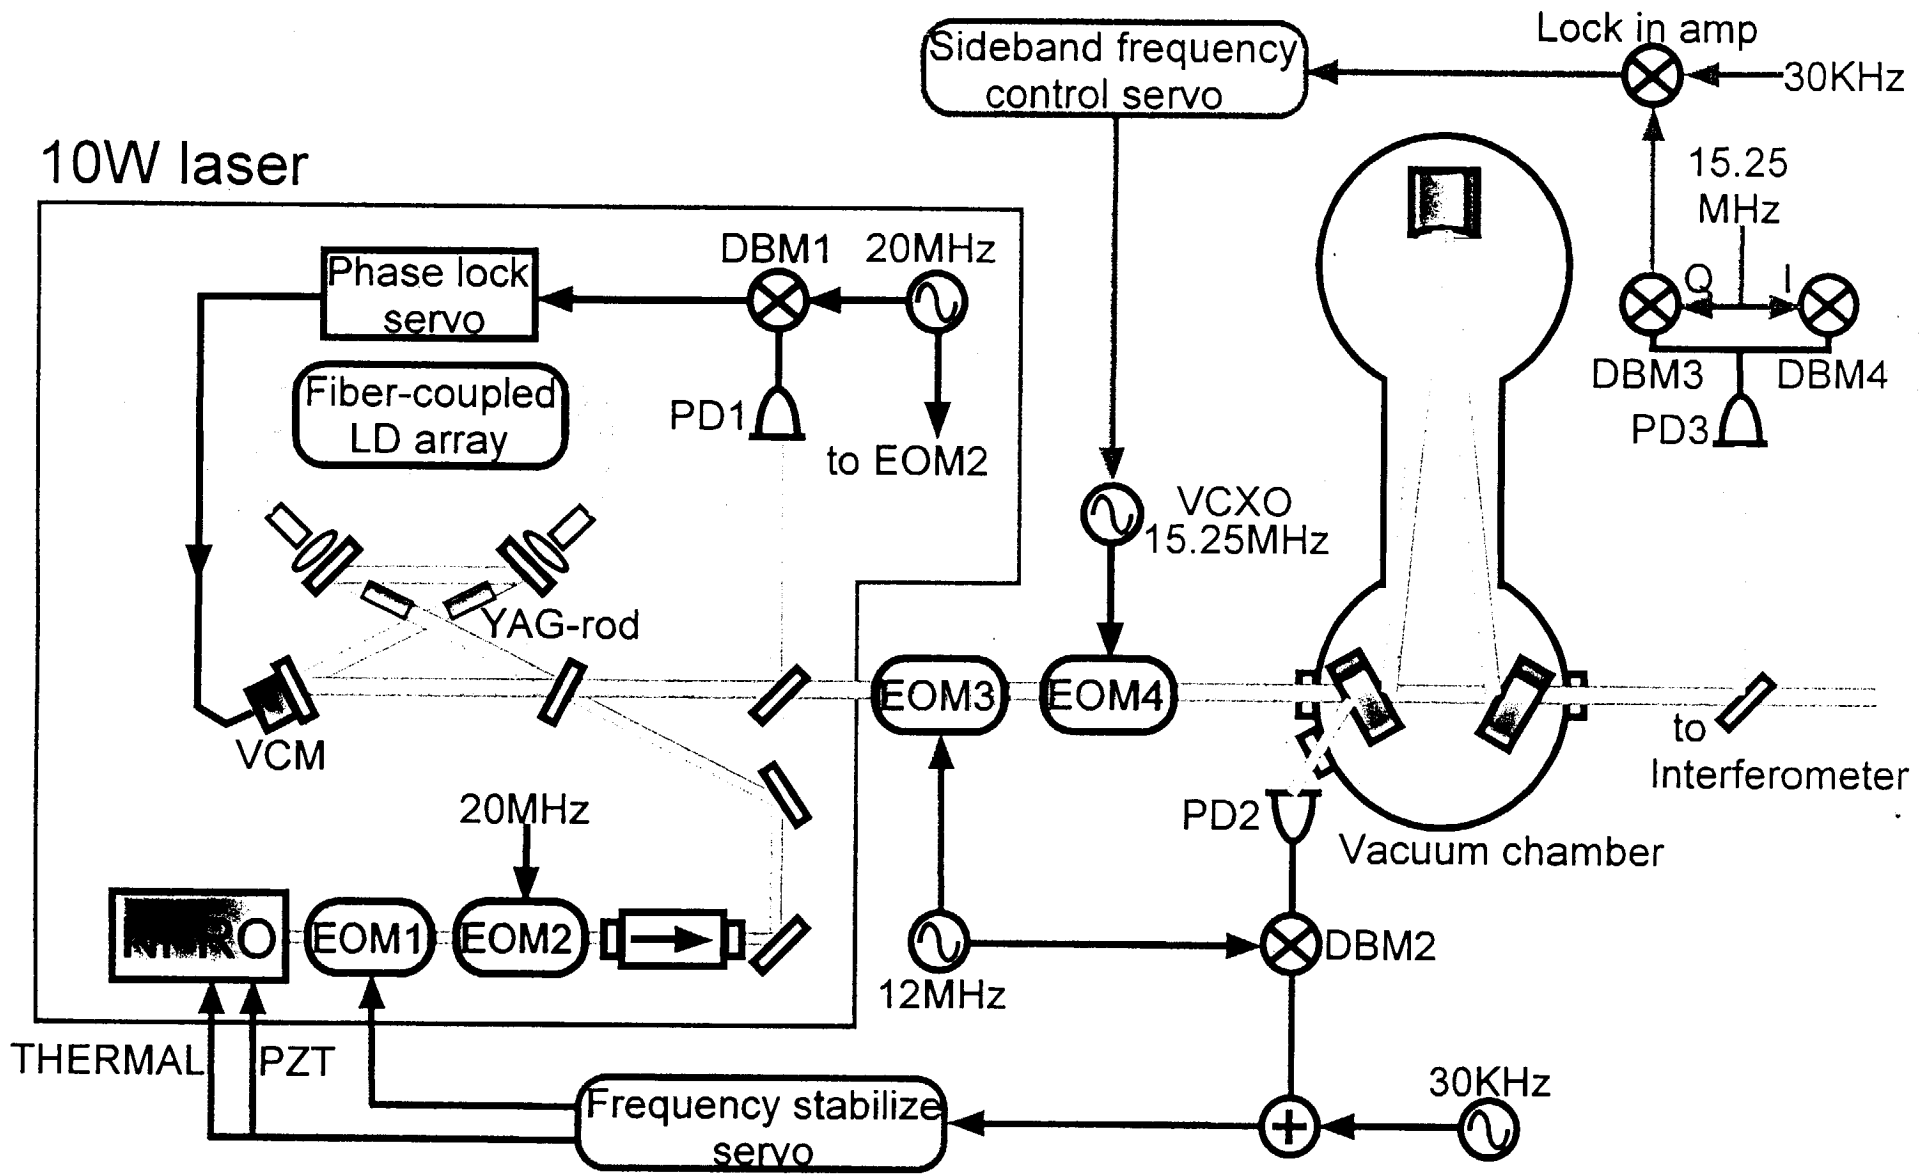 Lock in amp
Sideband frequency
control servo
30KHz
10W laser
15.25
MHz
DBM1
20MHz
Phase lock
servo
Q
I
DBM3
DBM4
Fiber-coupled
LD array
PD1
PD3
to EOM2
VCXO
15.25MHz
YAG-rod
EOM3
EOM4
VCM
to
Interferometer
20MHz
PD2
Vacuum chamber
EOM1
EOM2
DBM2
12MHz
THERMAL
PZT
30KHz
Frequency stabilize
servo